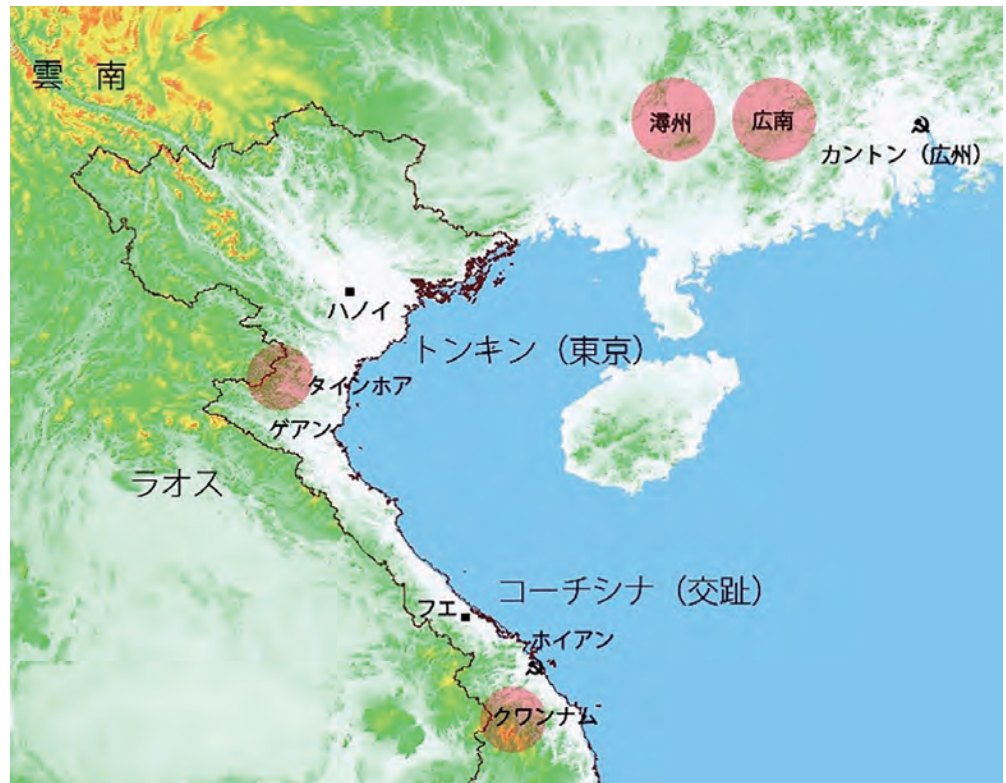 雲　南
潯州
広南
カントン（広州）
ハノイ
トンキン（東京）
タインホア
ゲアン
ラオス
コーチシナ（交趾）
フエ
ホイアン
クワンナム